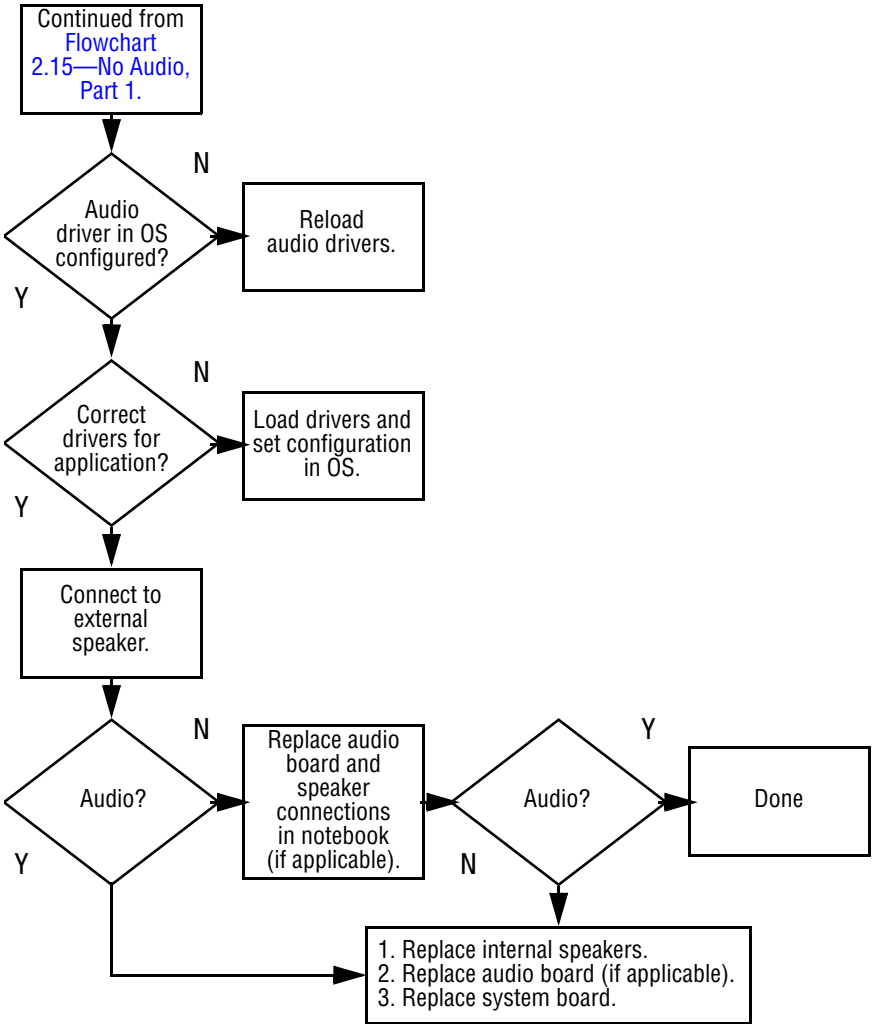 Continued from
Flowchart
2.15—No Audio,
Part 1.
N
Audio
driver in OS
configured?
Reload
audio drivers.
Y
N
Correct
drivers for
application?
Load drivers and
set configuration
in OS.
Y
Connect to
external
speaker.
N
Audio?
Replace audio
board and
speaker
connections
in notebook
(if applicable).
Y
Audio?
Y
Done
N
1. Replace internal speakers.
2. Replace audio board (if applicable).
3. Replace system board.